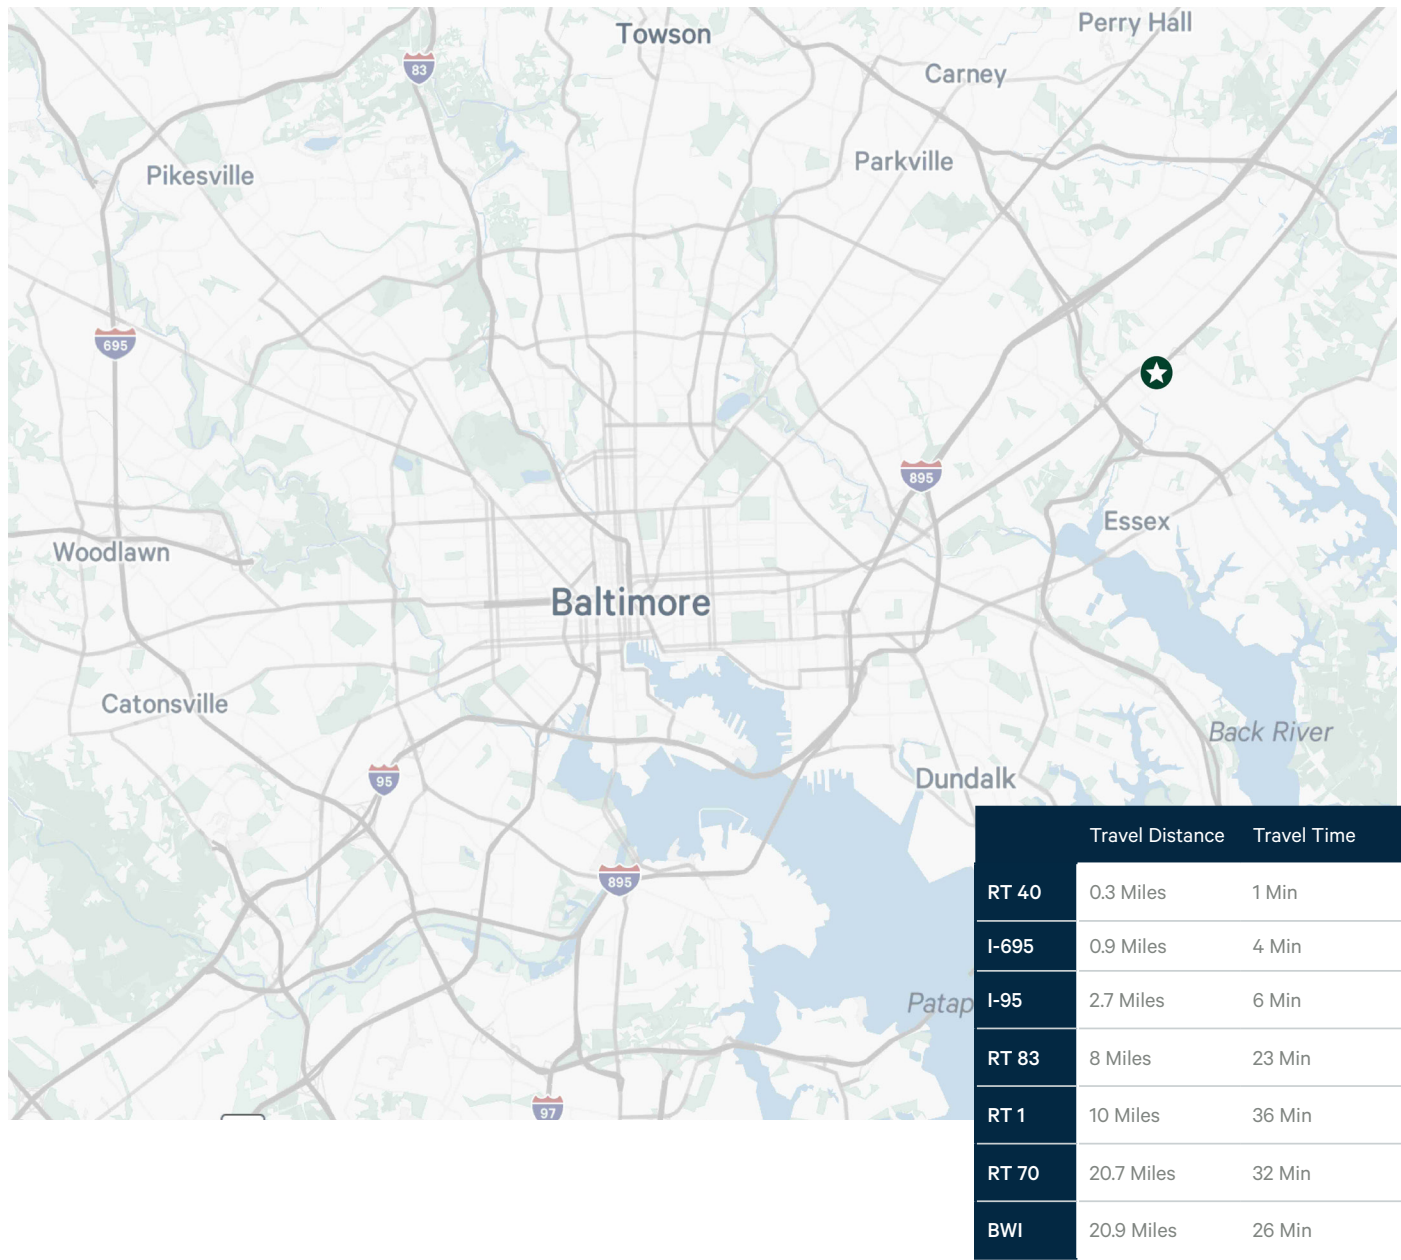 Perry Hall
Towson
83
Carney
Parkville
Pikesville
695
895
Essex
Woodlawn
Baltimore
Catonsville
Back River
95
Dundalk
895
Patap
97
Travel Distance Travel Time
RT 40 0.3 Miles 1 Min
I-695 0.9 Miles 4 Min
I-95 2.7 Miles 6 Min
RT 83 8 Miles 23 Min
RT 1 10 Miles 36 Min
RT 70 20.7 Miles 32 Min
BWI 20.9 Miles 26 Min